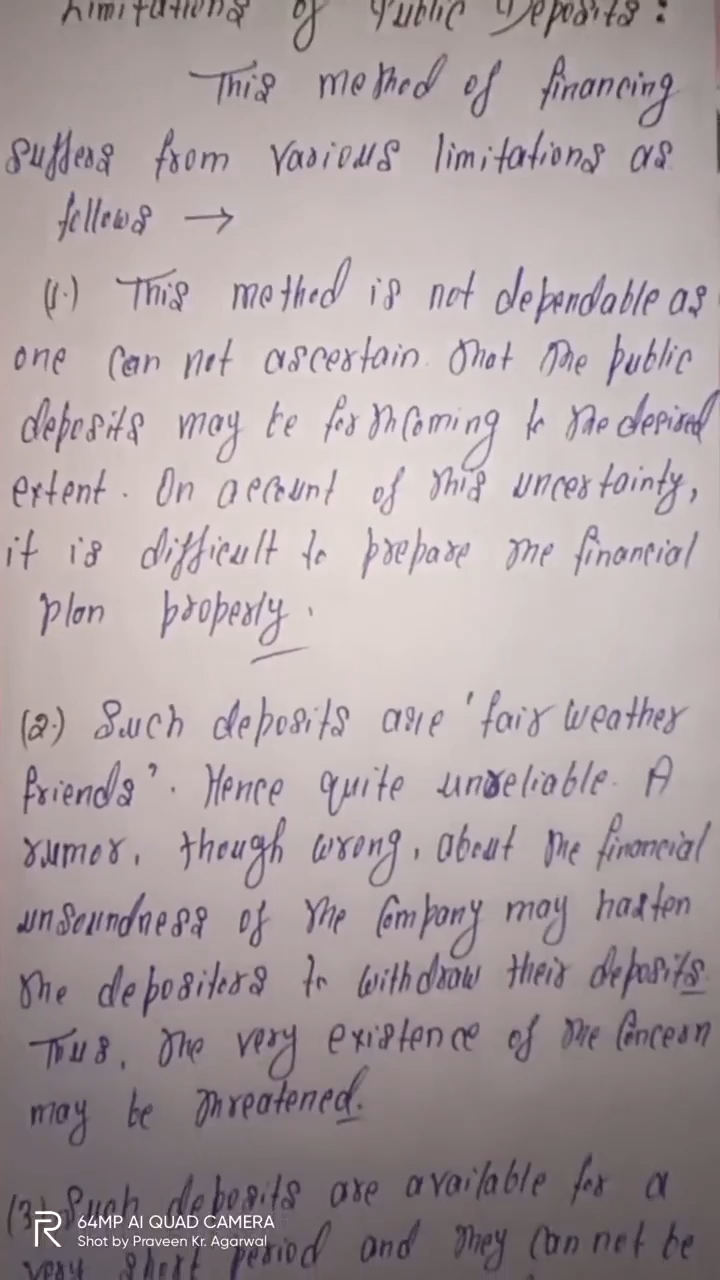 Limitations of Public Deposits :
This method of financing
suffers from various limitations as
follows →
(1.) This method is not dependable as
one can not ascertain that the public
deposits may be forthcoming to the desired
extent. On account of this uncertainty,
it is difficult to prepare the financial
plan properly.
(2.) Such deposits are 'fair weather
friends'. Hence quite unreliable. A
rumor, though wrong, about the financial
unsoundness of the Company may hasten
the depositors to withdraw their deposits.
Thus, the very existence of the Concern
may be threatened.
(3) Such deposits are available for a
very short period and they can not be
64MP AI QUAD CAMERA
Shot by Praveen Kr. Agarwal